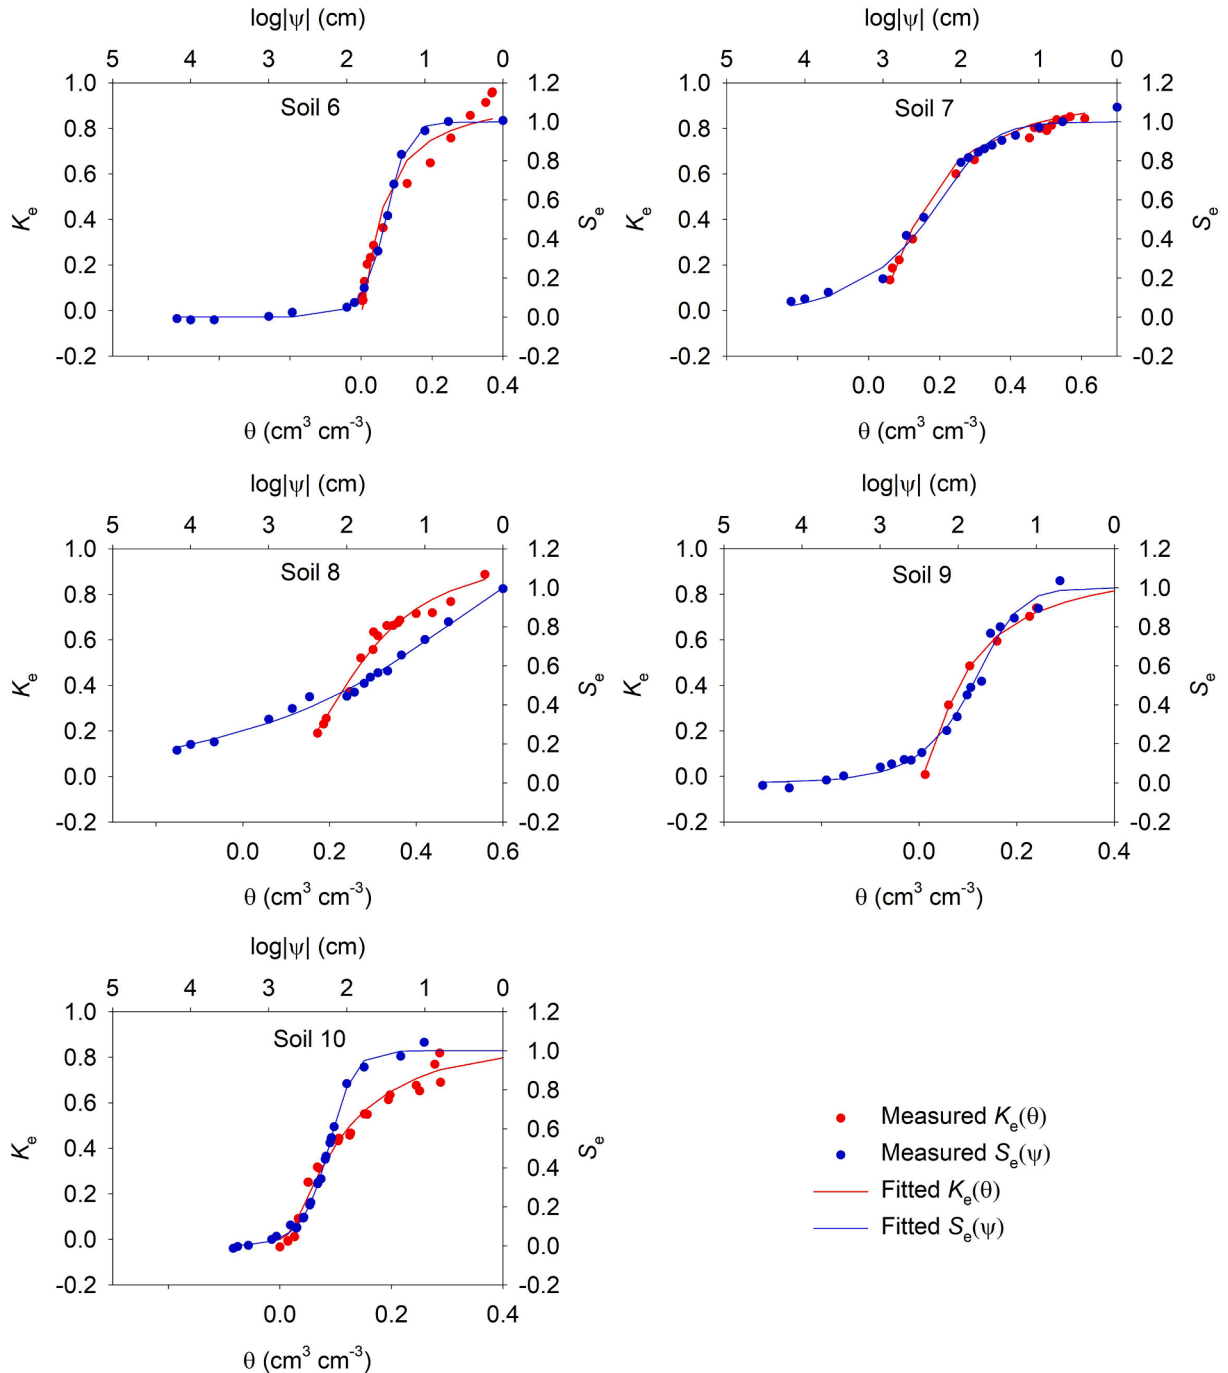 log|ψ| (cm)
5 4 3 2 1 0
Soil 6
1.0 0.8 0.6 0.4 0.2 0.0 -0.2
Kₑ
1.2 1.0 0.8 0.6 0.4 0.2 0.0 -0.2
Sₑ
0.0 0.2 0.4
θ (cm³ cm⁻³)
log|ψ| (cm)
5 4 3 2 1 0
Soil 7
1.0 0.8 0.6 0.4 0.2 0.0 -0.2
Kₑ
1.2 1.0 0.8 0.6 0.4 0.2 0.0 -0.2
Sₑ
0.0 0.2 0.4 0.6
θ (cm³ cm⁻³)
log|ψ| (cm)
5 4 3 2 1 0
Soil 8
1.0 0.8 0.6 0.4 0.2 0.0 -0.2
Kₑ
1.2 1.0 0.8 0.6 0.4 0.2 0.0 -0.2
Sₑ
0.0 0.2 0.4 0.6
θ (cm³ cm⁻³)
log|ψ| (cm)
5 4 3 2 1 0
Soil 9
1.0 0.8 0.6 0.4 0.2 0.0 -0.2
Kₑ
1.2 1.0 0.8 0.6 0.4 0.2 0.0 -0.2
Sₑ
0.0 0.2 0.4
θ (cm³ cm⁻³)
log|ψ| (cm)
5 4 3 2 1 0
Soil 10
1.0 0.8 0.6 0.4 0.2 0.0 -0.2
Kₑ
1.2 1.0 0.8 0.6 0.4 0.2 0.0 -0.2
Sₑ
0.0 0.2 0.4
θ (cm³ cm⁻³)
Measured Kₑ(θ)
Measured Sₑ(ψ)
Fitted Kₑ(θ)
Fitted Sₑ(ψ)